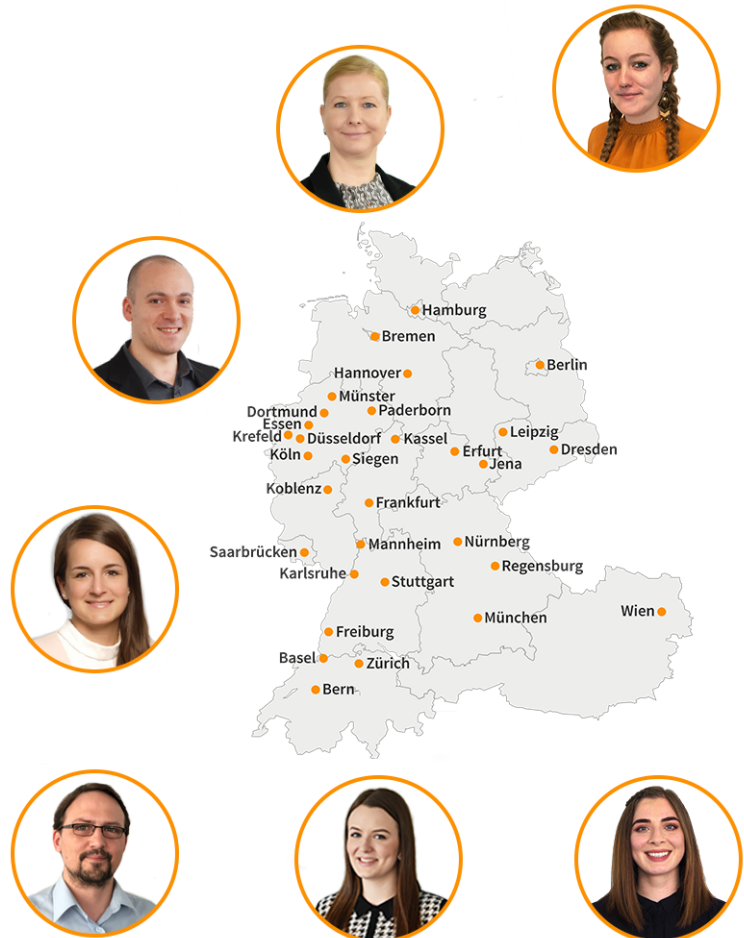 Hamburg
Bremen
Berlin
Hannover
Münster
Dortmund
Paderborn
Essen
Krefeld
Düsseldorf
Kassel
Leipzig
Köln
Siegen
Erfurt
Dresden
Jena
Koblenz
Frankfurt
Saarbrücken
Mannheim
Nürnberg
Karlsruhe
Regensburg
Stuttgart
Wien
München
Freiburg
Basel
Zürich
Bern